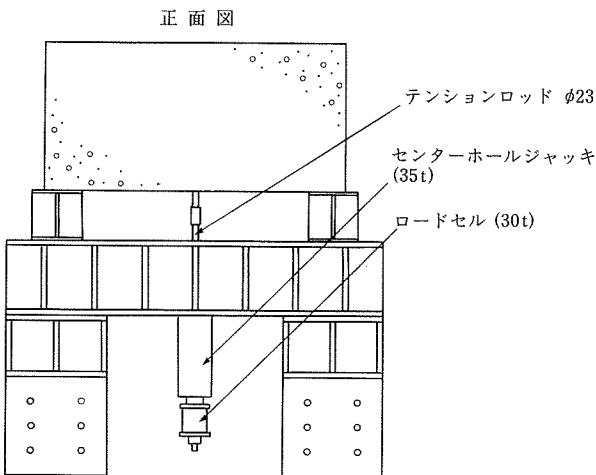 正面図
テンションロッド φ23
センターホールジャッキ
(35t)
ロードセル (30t)